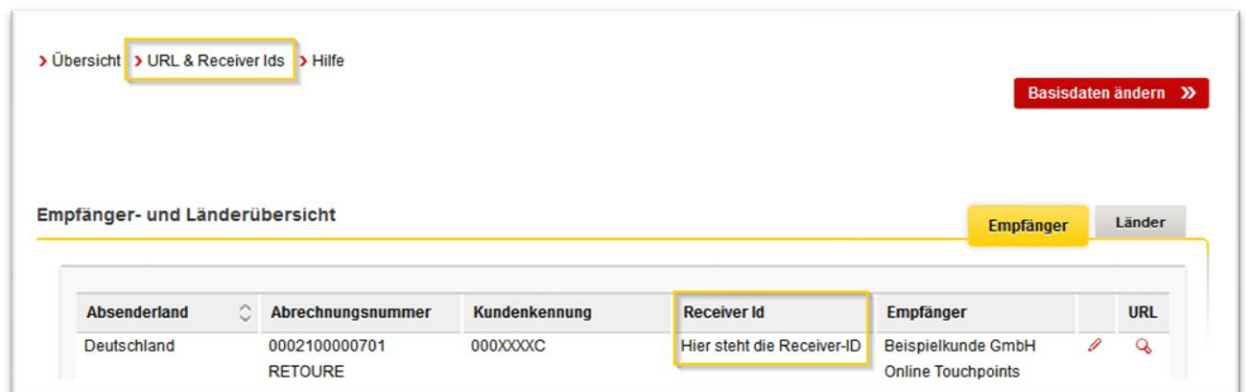 Übersicht URL & Receiver Ids Hilfe
Basisdaten ändern
Empfänger- und Länderübersicht
Empfänger Länder
Absenderland Abrechnungsnummer Kundenkennung Receiver Id Empfänger URL
Deutschland 0002100000701 000XXXXC Hier steht die Receiver-ID Beispielkunde GmbH
RETOURE Online Touchpoints